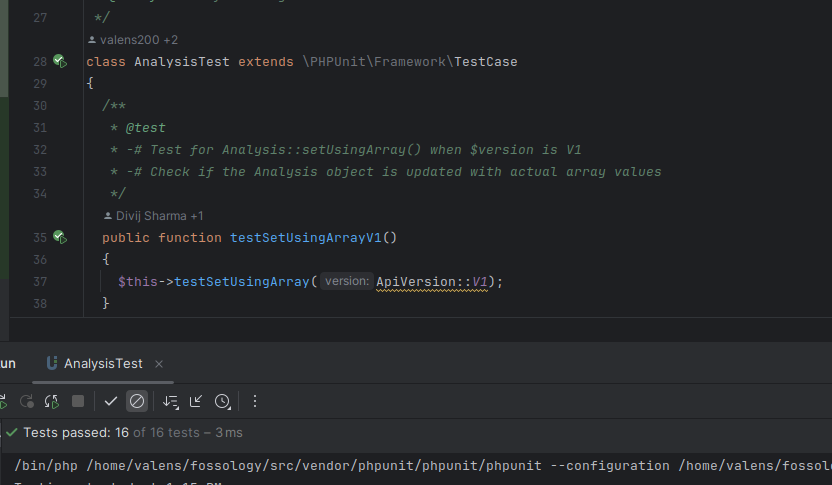 27 */
valens200 +2
28 class AnalysisTest extends \PHPUnit\Framework\TestCase
29 {
30 /**
31 * @test
32 * -# Test for Analysis::setUsingArray() when $version is V1
33 * -# Check if the Analysis object is updated with actual array values
34 */
Divij Sharma +1
35 public function testSetUsingArrayV1()
36 {
37 $this->testSetUsingArray( version: ApiVersion::V1);
38 }
un AnalysisTest ×
Tests passed: 16 of 16 tests – 3 ms
/bin/php /home/valens/fossology/src/vendor/phpunit/phpunit/phpunit --configuration /home/valens/fossolo